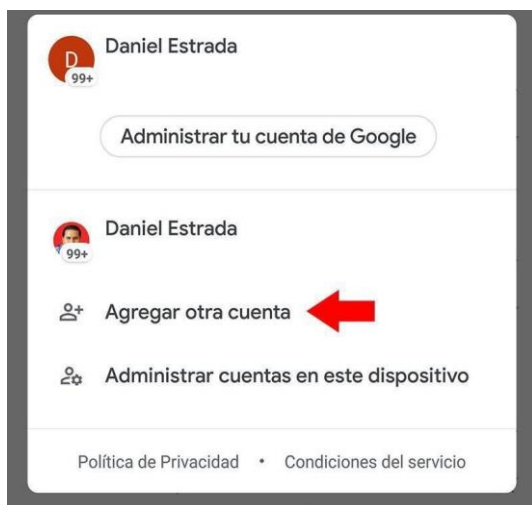 Daniel Estrada
D
99+
Administrar tu cuenta de Google
Daniel Estrada
99+
Agregar otra cuenta
Administrar cuentas en este dispositivo
Política de Privacidad • Condiciones del servicio